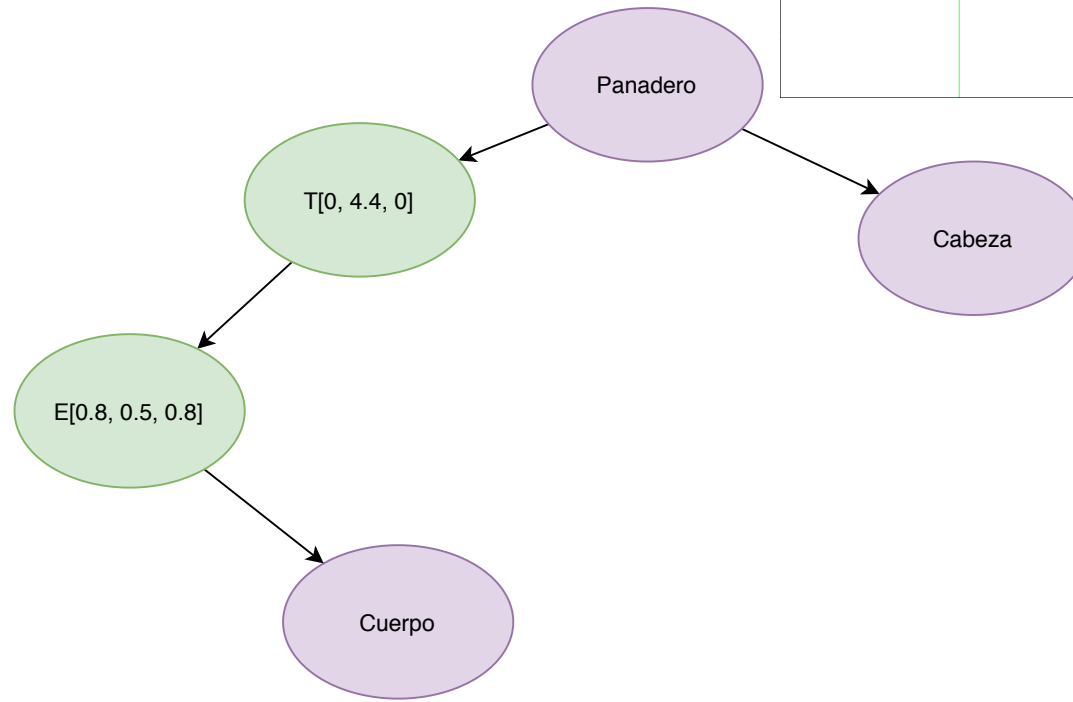 Panadero
T[0, 4.4, 0]
Cabeza
E[0.8, 0.5, 0.8]
Cuerpo